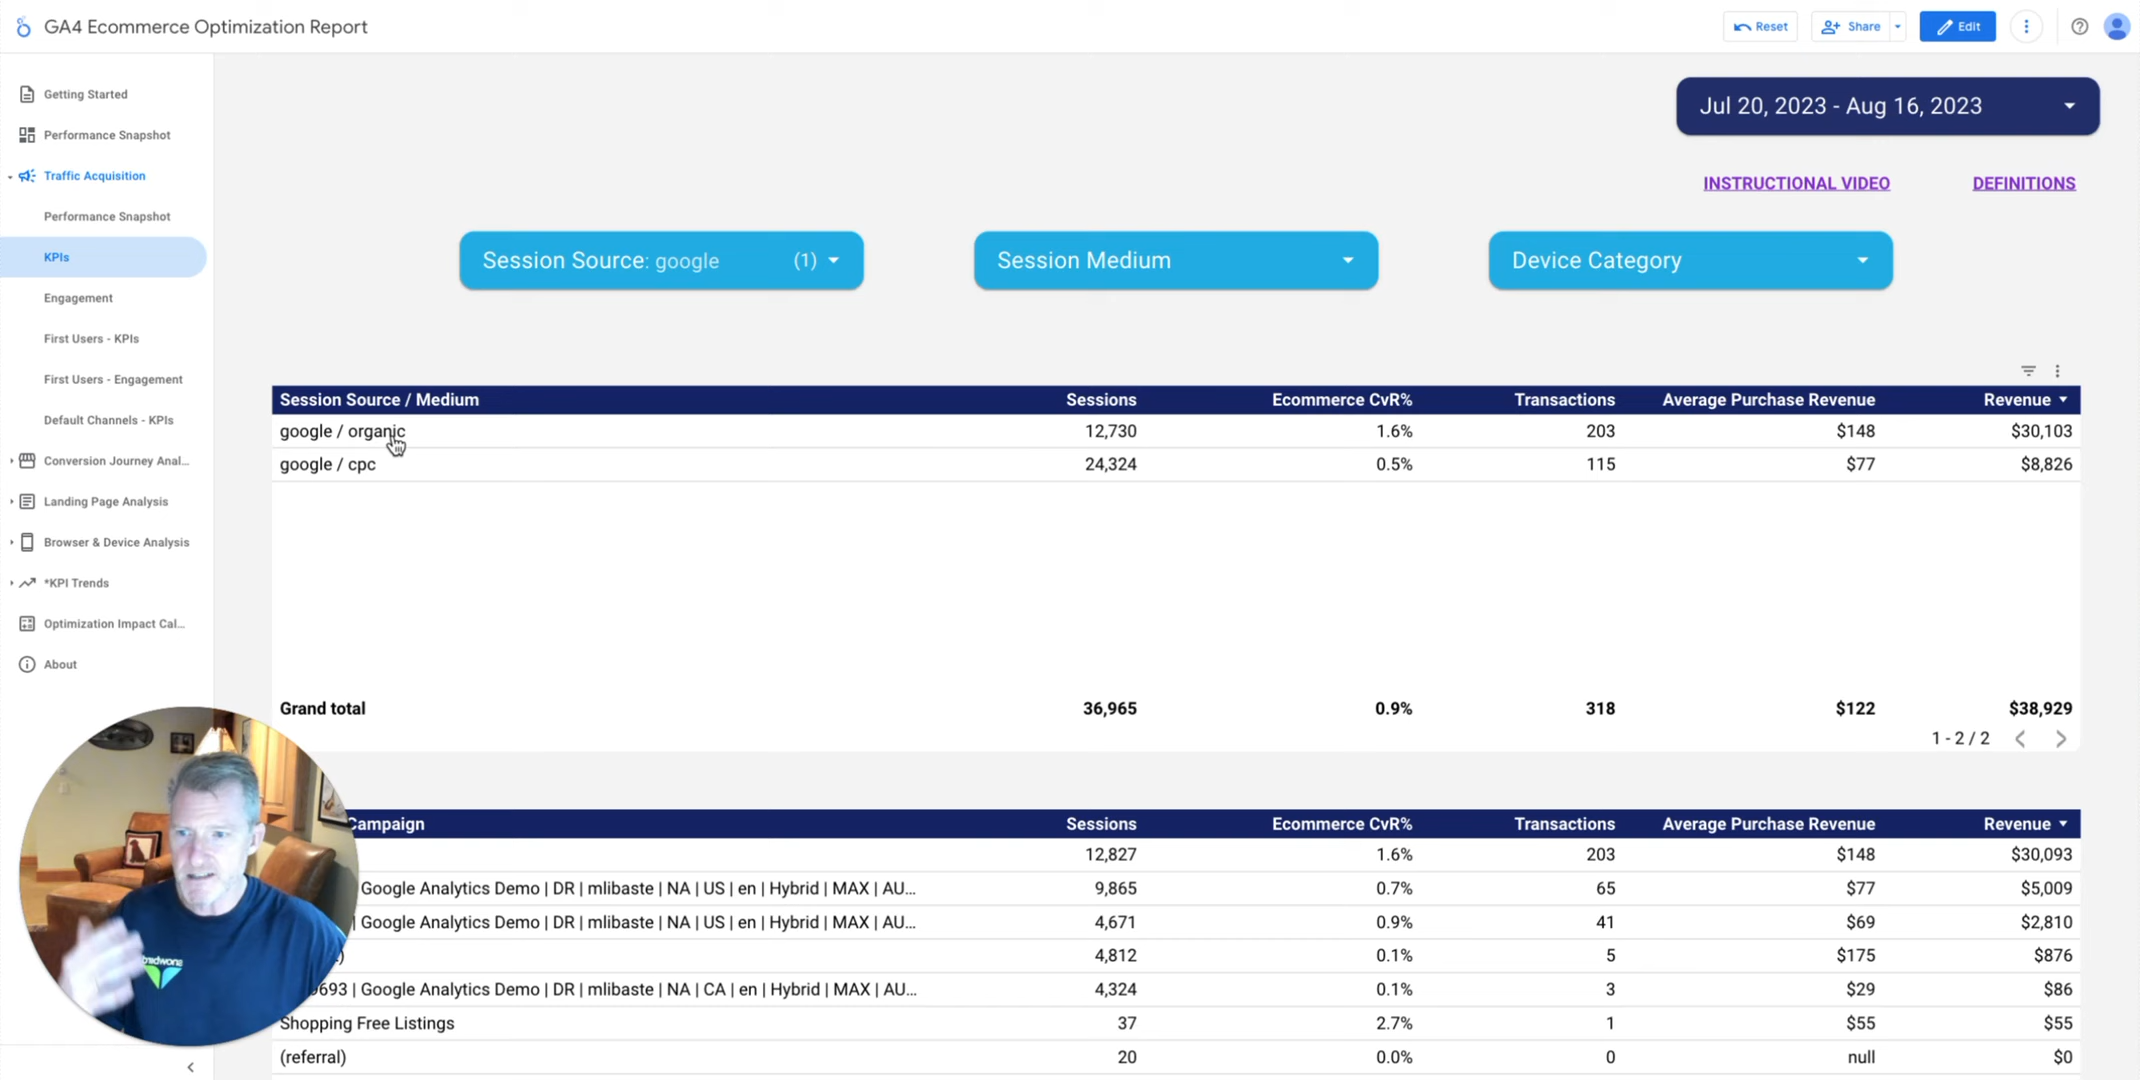 GA4 Ecommerce Optimization Report
Reset
Share
Edit
Getting Started
Performance Snapshot
Traffic Acquisition
Performance Snapshot
KPIs
Engagement
First Users - KPIs
First Users - Engagement
Default Channels - KPIs
Conversion Journey Anal...
Landing Page Analysis
Browser & Device Analysis
*KPI Trends
Optimization Impact Cal...
About
Jul 20, 2023 - Aug 16, 2023
INSTRUCTIONAL VIDEO DEFINITIONS
Session Source: google (1) Session Medium Device Category
Session Source / Medium Sessions Ecommerce CvR% Transactions Average Purchase Revenue Revenue
google / organic 12,730 1.6% 203 $148 $30,103
google / cpc 24,324 0.5% 115 $77 $8,826
Grand total 36,965 0.9% 318 $122 $38,929
1 - 2 / 2
Campaign Sessions Ecommerce CvR% Transactions Average Purchase Revenue Revenue
12,827 1.6% 203 $148 $30,093
Google Analytics Demo | DR | mlibaste | NA | US | en | Hybrid | MAX | AU... 9,865 0.7% 65 $77 $5,009
| Google Analytics Demo | DR | mlibaste | NA | US | en | Hybrid | MAX | AU... 4,671 0.9% 41 $69 $2,810
) 4,812 0.1% 5 $175 $876
9693 | Google Analytics Demo | DR | mlibaste | NA | CA | en | Hybrid | MAX | AU... 4,324 0.1% 3 $29 $86
Shopping Free Listings 37 2.7% 1 $55 $55
(referral) 20 0.0% 0 null $0